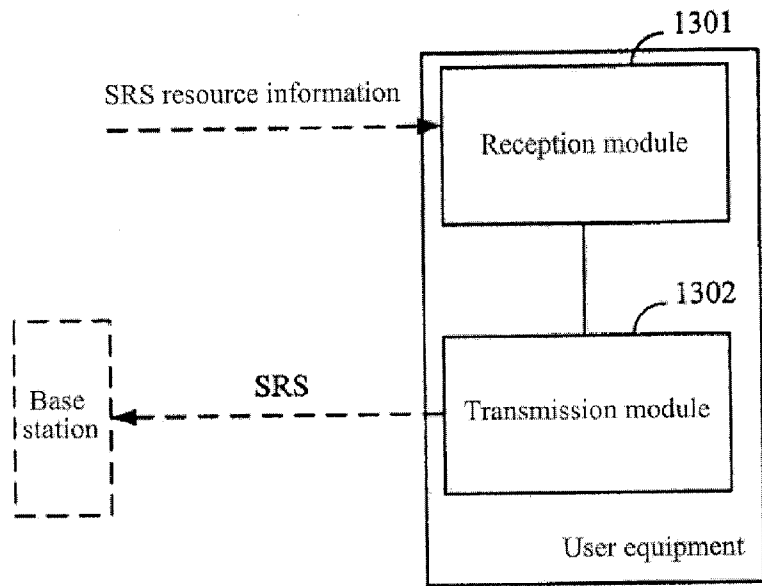 1301
SRS resource information
Reception module
1302
SRS
Base
station
Transmission module
User equipment